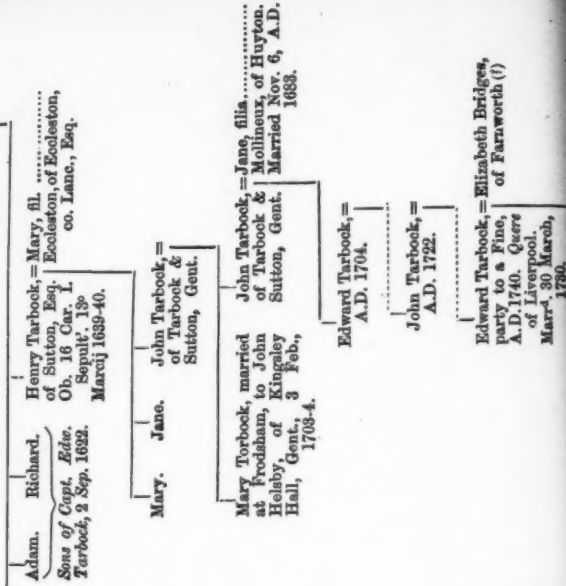 Adam. Richard.
Sons of Capt. Edw.
Tarbock, 2 Sep. 1622.
Henry Tarbock,=Mary, fil. ............
of Sutton, Esq. Eccleston, of Eccleston,
Ob. 16 Car. I. co. Lanc., Esq.
Sepult'. 13º
Marcij 1639-40.
Mary. Jane. John Tarbock,=
of Tarbock &
Sutton, Gent.
Mary Torbock, married
at Frodsham, to John
Helsby, of Kingsley
Hall, Gent., 3 Feb.,
1703-4.
John Tarbock,=Jane, filia............
of Tarbock & Mollineux, of Huyton.
Sutton, Gent. Married Nov. 6, A.D.
1683.
Edward Tarbock,=
A.D. 1704.
John Tarbock,=
A.D. 1722.
Edward Tarbock,=Elizabeth Bridges,
party to a Fine, of Farnworth (?)
A.D. 1740. Quere
of Liverpool.
Marrd. 30 March,
1730.